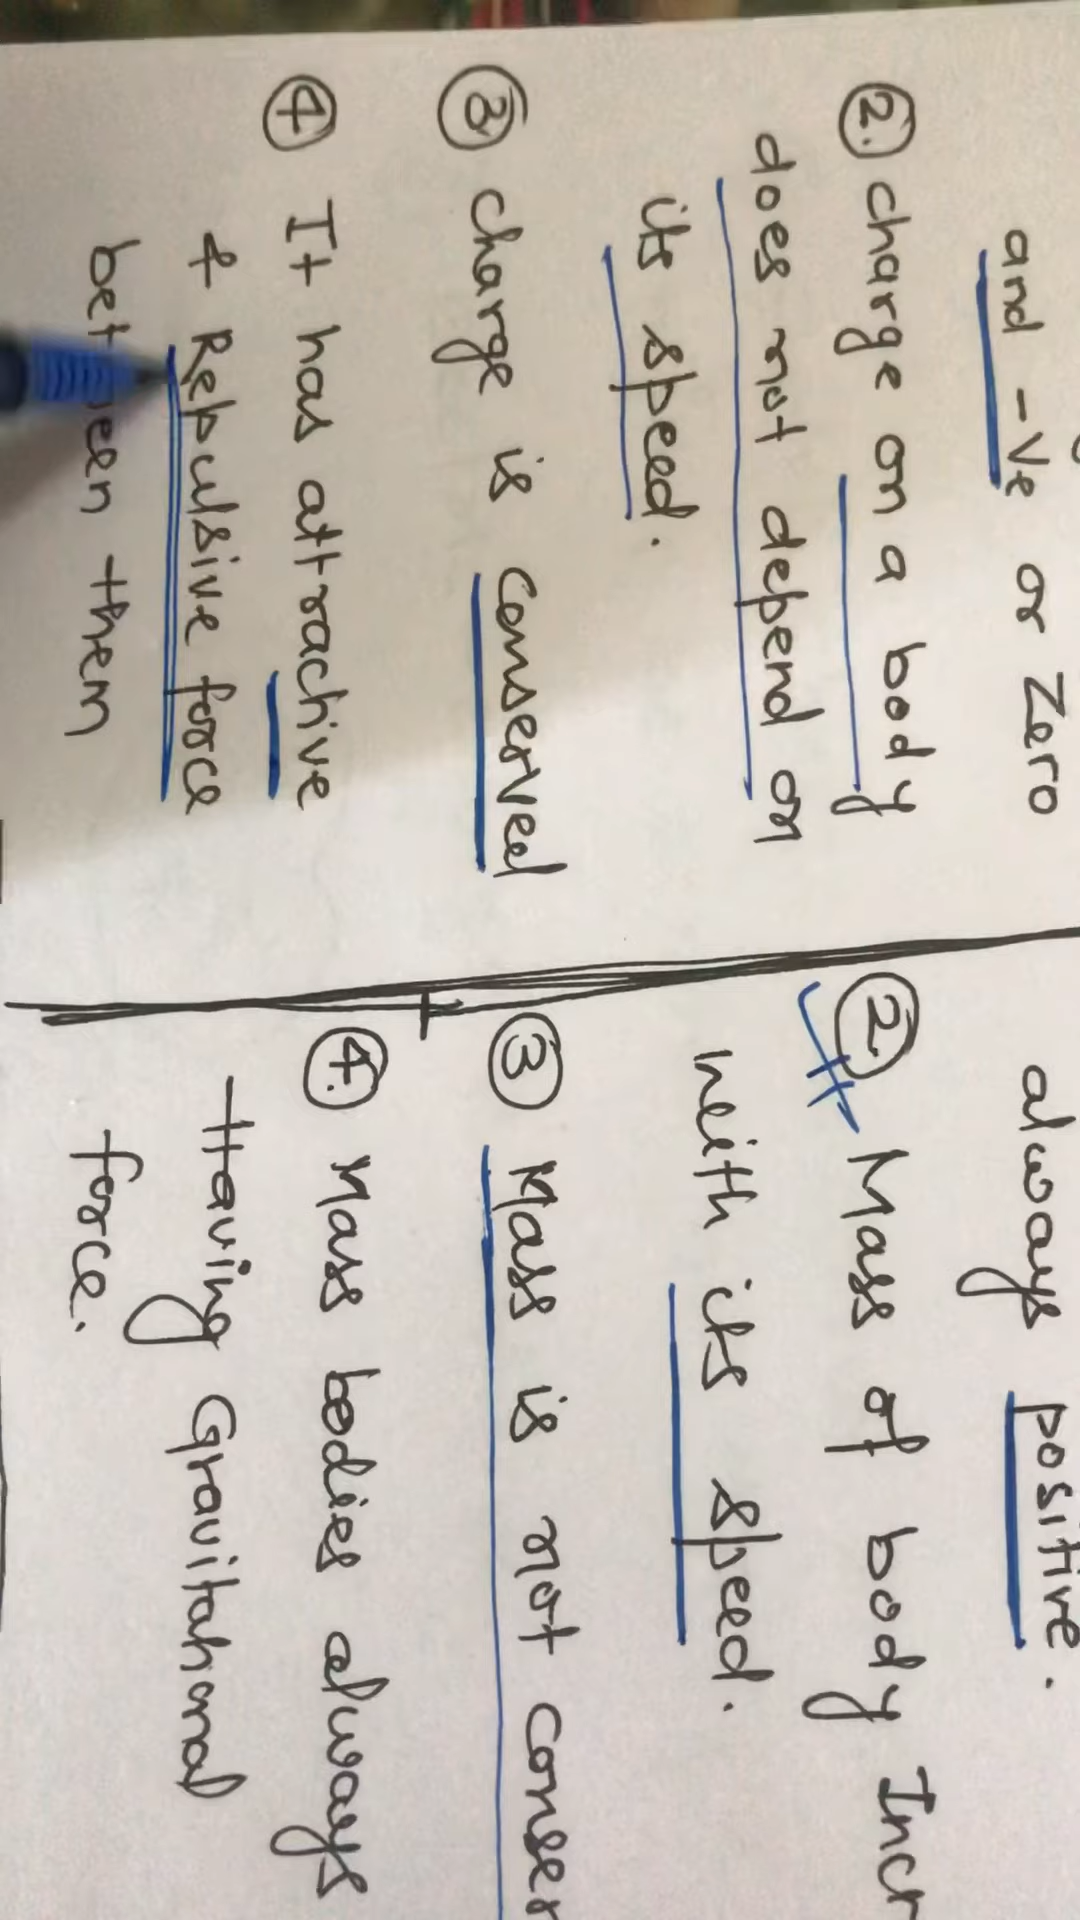 and -ve or Zero
②. charge on a body
does not depend on
its speed.
③ charge is conserved
④ It has attractive
& Repulsive force
between them
always positive.
②. Mass of body Incr
with its speed.
③ Mass is not conser
④. Mass bodies always
Having Gravitational
force.